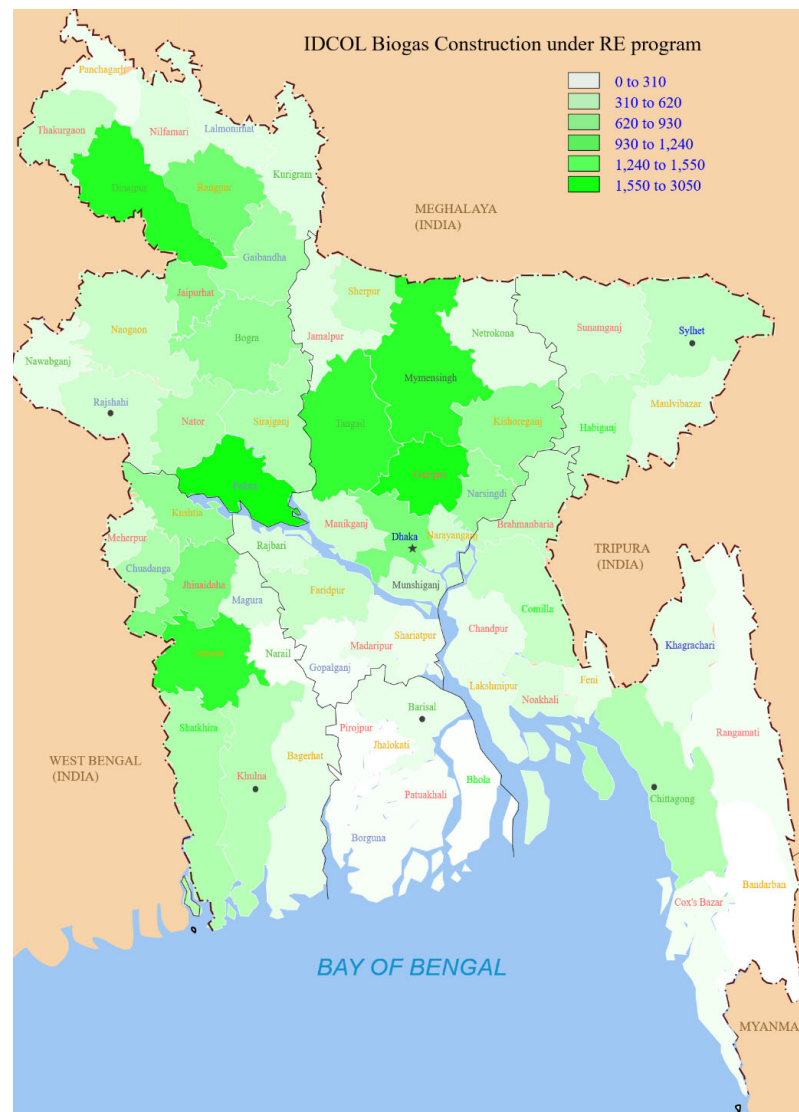 IDCOL Biogas Construction under RE program
0 to 310
310 to 620
620 to 930
930 to 1,240
1,240 to 1,550
1,550 to 3050
Panchagarh
Thakurgaon
Nilfamari
Lalmonirhat
Dinajpur
Rangpur
Kurigram
MEGHALAYA
(INDIA)
Gaibandha
Jaipurhat
Sherpur
Naogaon
Jamalpur
Netrokona
Sunamganj
Sylhet
Bogra
Nawabganj
Mymensingh
Rajshahi
Maulvibazar
Nator
Sirajganj
Tangail
Kishoreganj
Habiganj
Gazipur
Narsingdi
Kushtia
Manikganj
Brahmanbaria
Meherpur
Dhaka
Narayanganj
Rajbari
TRIPURA
(INDIA)
Chuadanga
Jhinaidaha
Munshiganj
Faridpur
Magura
Comilla
Shariatpur
Chandpur
Khagrachari
Narail
Madaripur
Gopalganj
Lakshmipur
Feni
Noakhali
Shatkhira
Barisal
Pirojpur
Rangamati
Jhalokati
Bagerhat
WEST BENGAL
(INDIA)
Khulna
Bhola
Patuakhali
Chittagong
Borguna
Bandarban
Cox's Bazar
BAY OF BENGAL
MYANMA